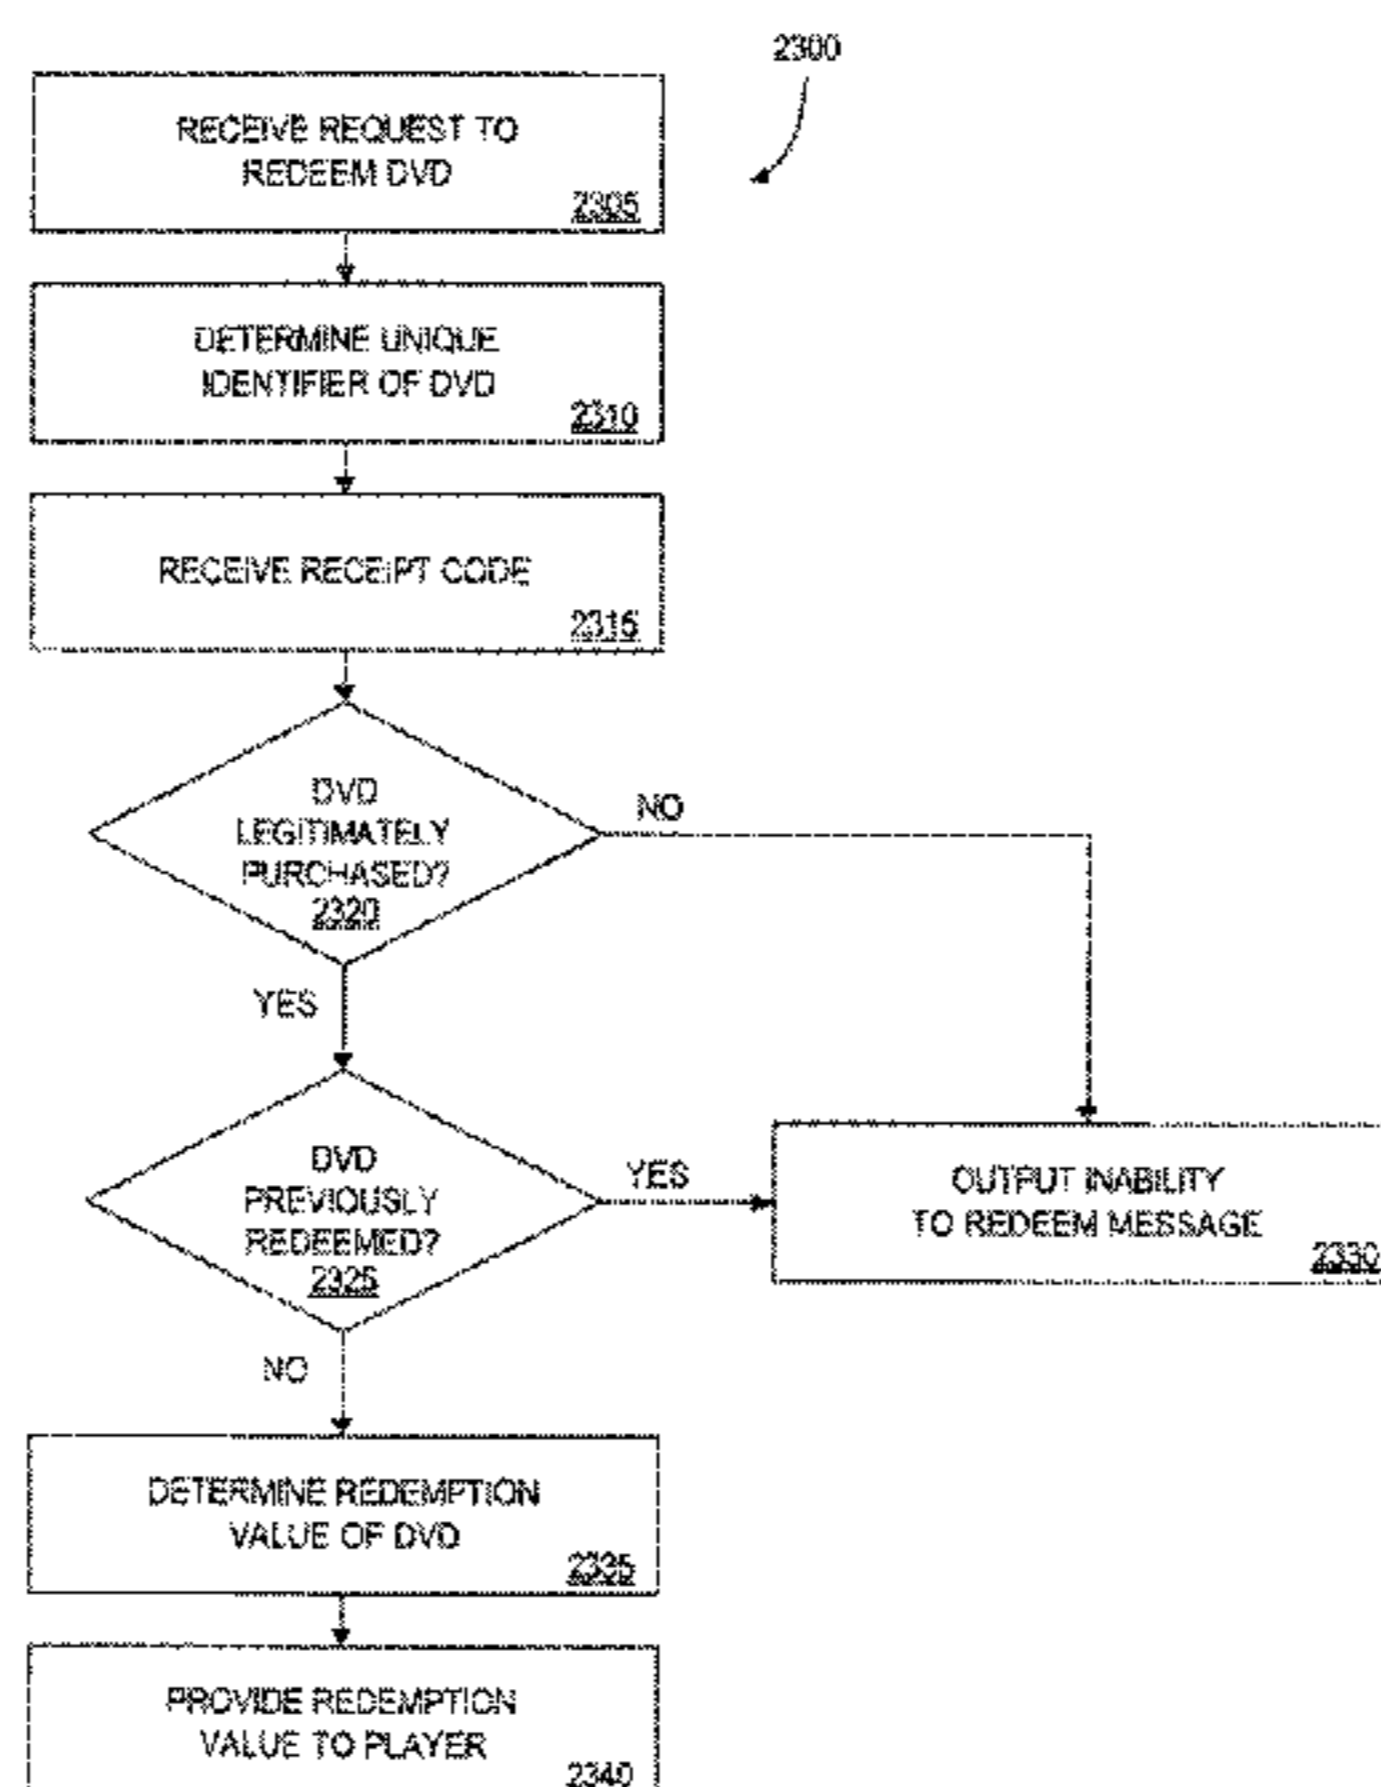 2300
RECEIVE REQUEST TO
REDEEM DVD
2305
DETERMINE UNIQUE
IDENTIFIER OF DVD
2310
RECEIVE RECEIPT CODE
2315
DVD
LEGITIMATELY
PURCHASED?
2320
NO
YES
DVD
PREVIOUSLY
REDEEMED?
2325
YES
OUTPUT INABILITY
TO REDEEM MESSAGE
2330
NO
DETERMINE REDEMPTION
VALUE OF DVD
2335
PROVIDE REDEMPTION
VALUE TO PLAYER
2340